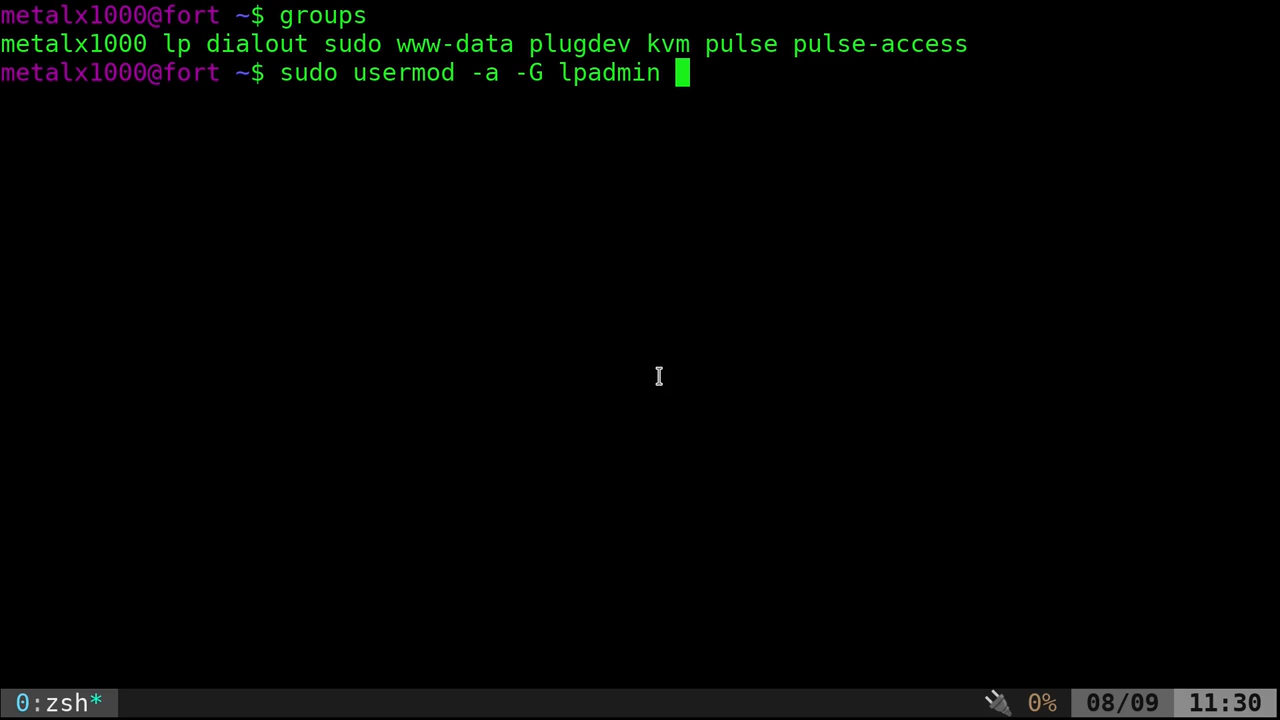 metalx1000@fort ~$ groups
metalx1000 lp dialout sudo www-data plugdev kvm pulse pulse-access
metalx1000@fort ~$ sudo usermod -a -G lpadmin
0:zsh* 0% 08/09 11:30